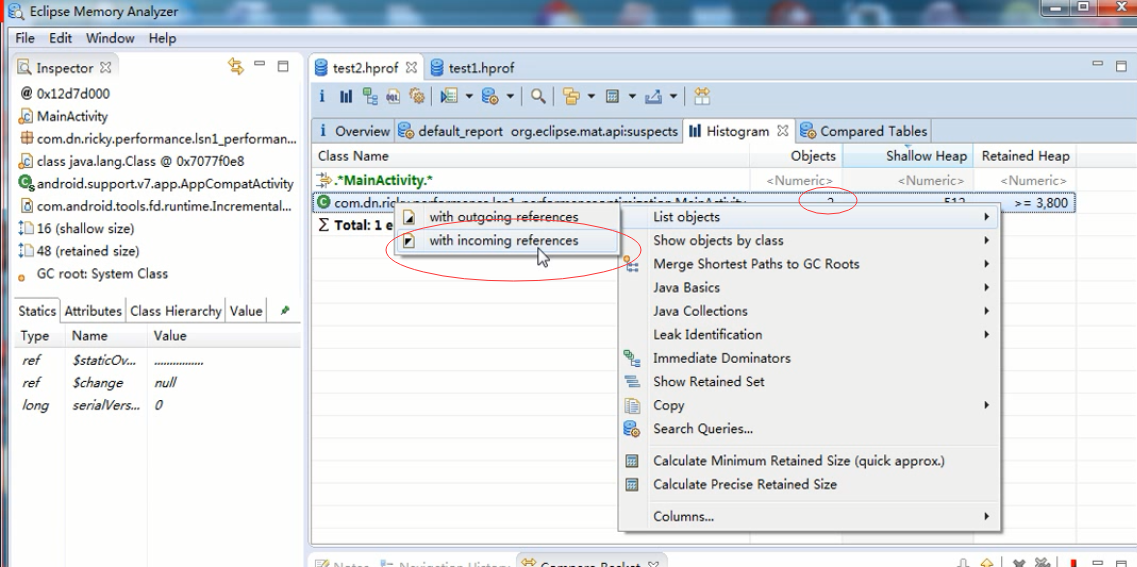 Eclipse Memory Analyzer
File Edit Window Help
Inspector
@ 0x12d7d000
MainActivity
com.dn.ricky.performance.lsn1_performan...
class java.lang.Class @ 0x7077f0e8
android.support.v7.app.AppCompatActivity
com.android.tools.fd.runtime.Incremental...
16 (shallow size)
48 (retained size)
GC root: System Class
Statics Attributes Class Hierarchy Value
Type Name Value
ref $staticOv... ................
ref $change null
long serialVers... 0
test2.hprof test1.hprof
i Overview default_report org.eclipse.mat.api:suspects Histogram Compared Tables
Class Name Objects Shallow Heap Retained Heap
.*MainActivity.* <Numeric> <Numeric> <Numeric>
com.dn.ricky.performance.lsn1_performanceoptimization.MainActivity 2 512 >= 3,800
Σ Total: 1 e
with outgoing references
with incoming references
List objects
Show objects by class
Merge Shortest Paths to GC Roots
Java Basics
Java Collections
Leak Identification
Immediate Dominators
Show Retained Set
Copy
Search Queries...
Calculate Minimum Retained Size (quick approx.)
Calculate Precise Retained Size
Columns...
Notes Navigation History Compare Basket